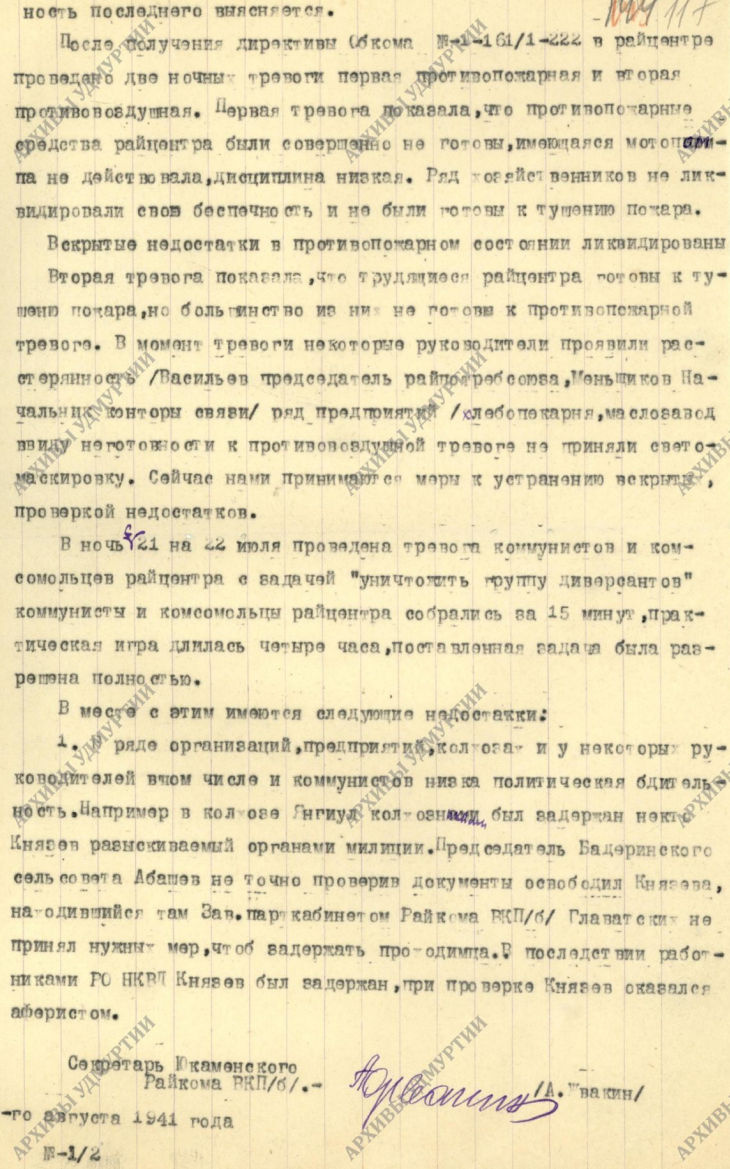 ность последнего выясняется.
117
После получения директивы Обкома №-1-161/1-222 в райцентре
проведено две ночных тревоги первая противопожарная и вторая
противовоздушная. Первая тревога показала,что противопожарные
средства райцентра были совершенно не готовы,имеющаяся мотопом-
па не действовала,дисциплина низкая. Ряд хозяйственников не лик-
видировали свою беспечность и не были готовы к тушению пожара.
Вскрытые недостатки в противопожарном состоянии ликвидированы
Вторая тревога показала,что трудящиеся райцентра готовы к ту-
шеню пожара,но большинство из них не готовы к противопожарной
тревоге. В момент тревоги некоторые руководители проявили рас-
терянность /Васильев председатель райпотребсоюза,Меньщиков На-
чальник конторы связи/ ряд предприятий /хлебопекарня,маслозавод
ввиду неготовности к противовоздушной тревоге не приняли свето-
маскировку. Сейчас нами принимаются меры к устранению вскрытых,
проверкой недостатков.
В ночь с 21 на 22 июля проведена тревога коммунистов и ком-
сомольцев райцентра с задачей "уничтожить группу диверсантов"
коммунисты и комсомольцы райцентра собрались за 15 минут,прак-
тическая игра длилась четыре часа,поставленная задача была раз-
решена полностью.
В месте с этим имеются следующие недостакки:
1. В ряде организаций,предприятий,колхозах и у некоторых ру-
ководителей втом числе и коммунистов низка политическая бдитель-
ность.Например в колхозе Янгиул колхозниками был задержан некто
Князев разыскиваемый органами милиции.Председатель Бадеринского
сельсовета Абашев не точно проверив документы освободил Князева,
находившийся там Зав.парткабинетом Райкома ВКП/б/ Главатских не
принял нужных мер,чтоб задержать проходимца.В последствии работ-
никами РО НКВД Князев был задержан,при проверке Князев оказался
аферистом.
Секретарь Юкаменского
Райкома ВКП/б/.- /А.Швакин/
-го августа 1941 года
№-1/2
АРХИВЫ УДМУРТИИ